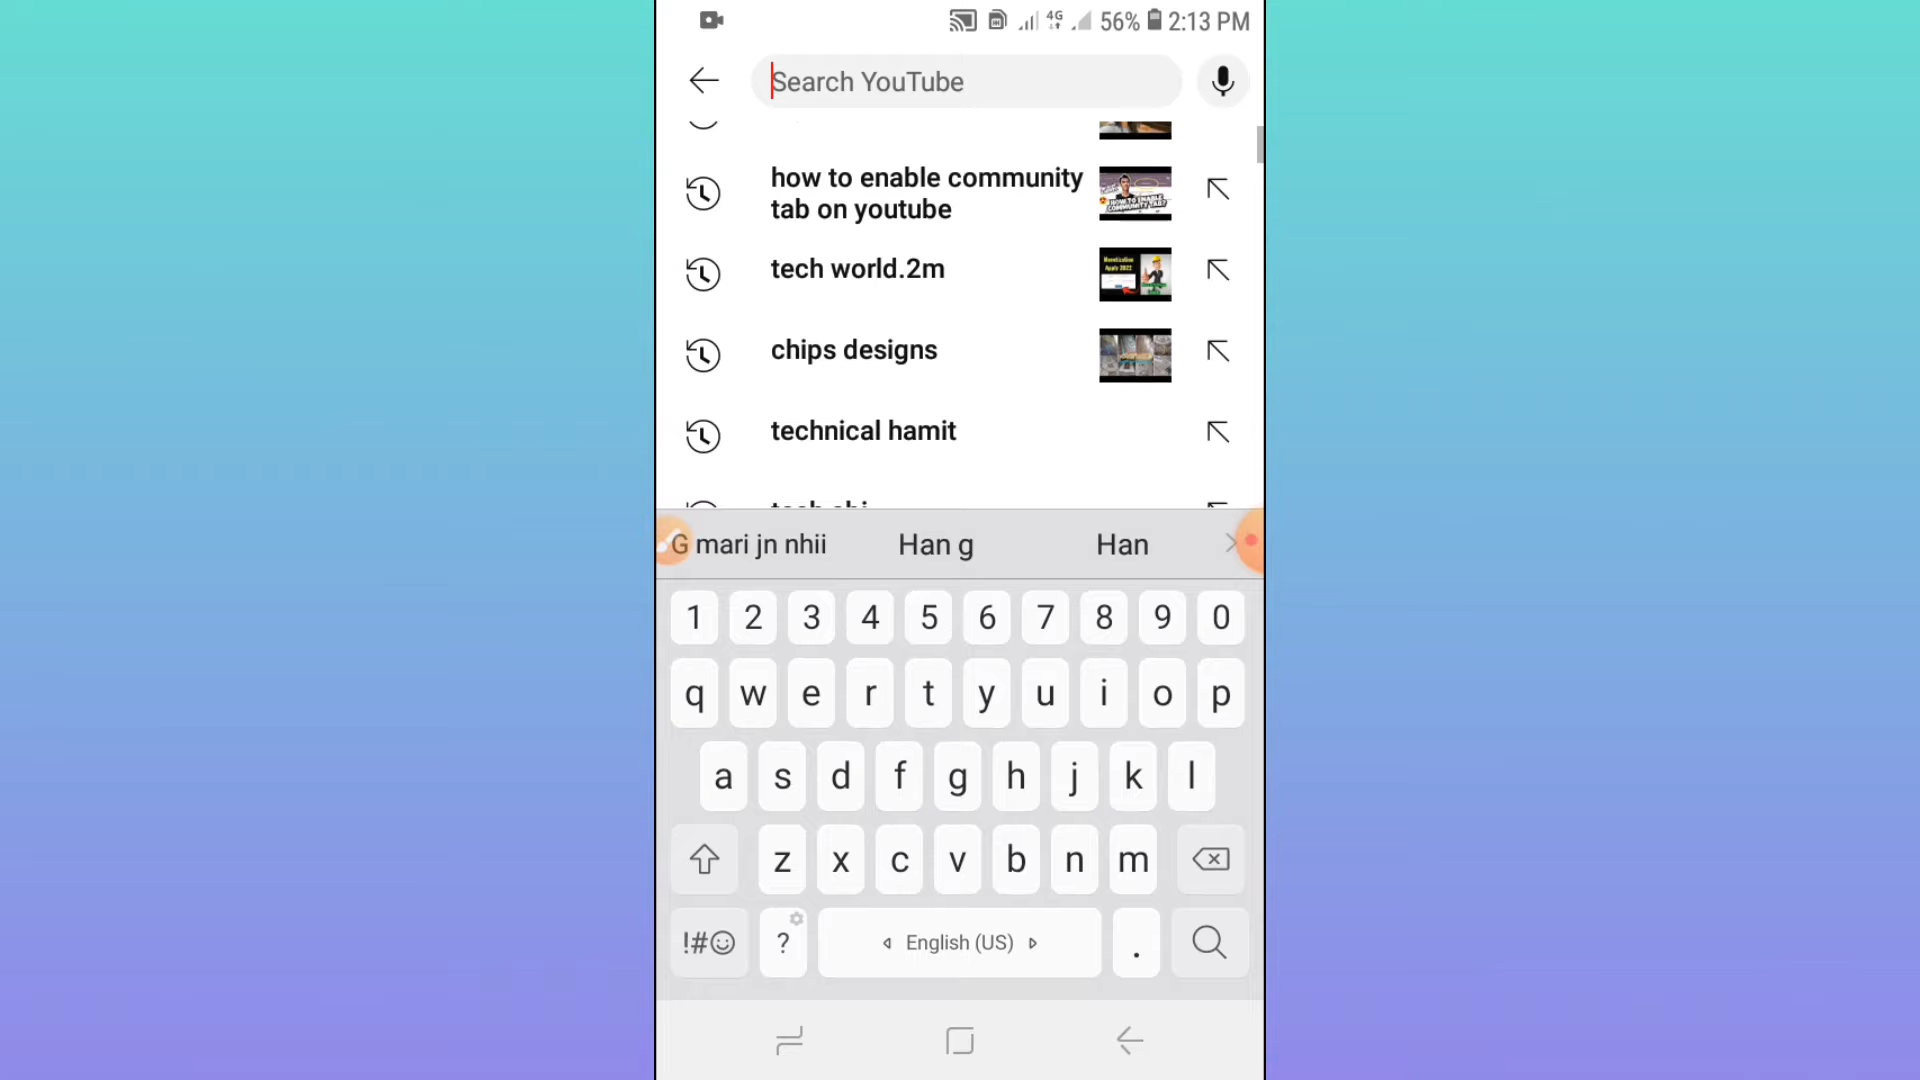 4G 56% 2:13 PM
Search YouTube
how to enable community
tab on youtube
tech world.2m
chips designs
technical hamit
G mari jn nhii Han g Han
1 2 3 4 5 6 7 8 9 0
q w e r t y u i o p
a s d f g h j k l
z x c v b n m
!#☺ ? English (US) .